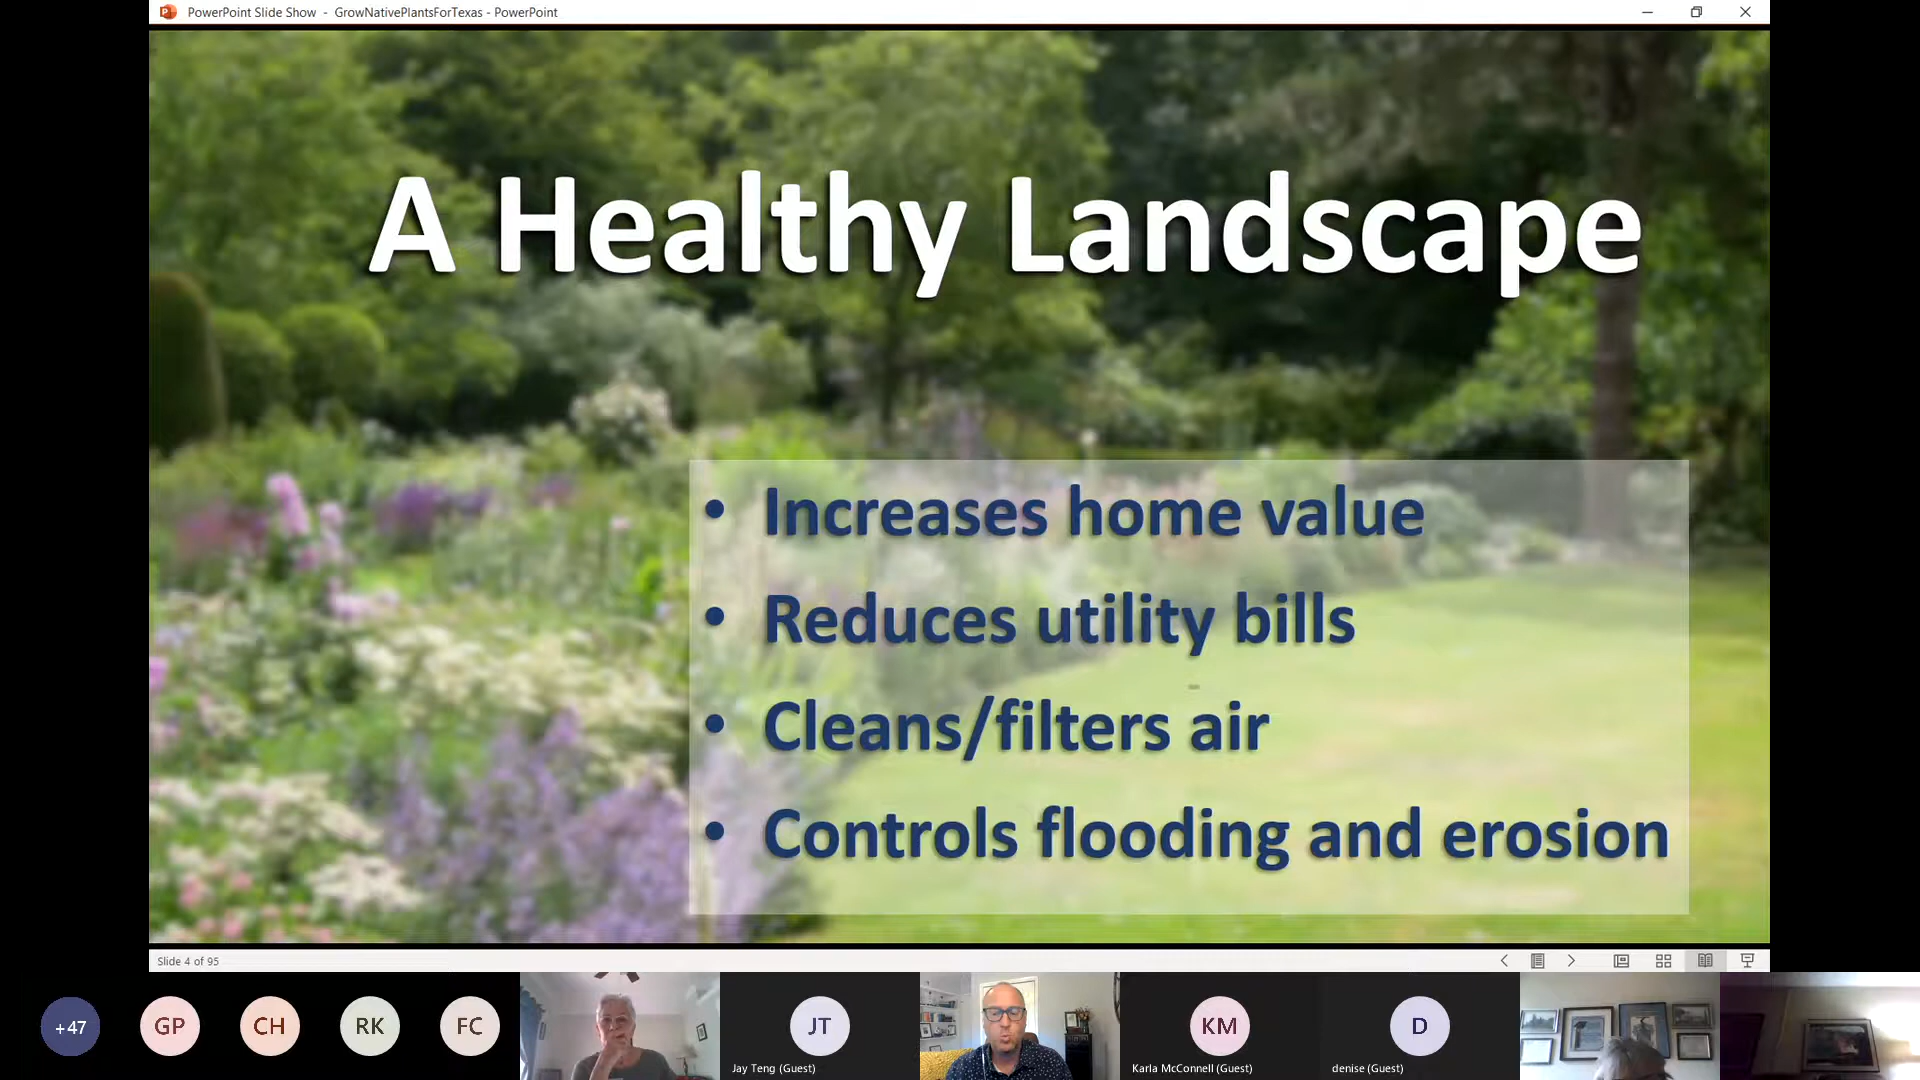 PowerPoint Slide Show - GrowNativePlantsForTexas - PowerPoint
A Healthy Landscape
• Increases home value
• Reduces utility bills
• Cleans/filters air
• Controls flooding and erosion
Slide 4 of 95
+47
GP
CH
RK
FC
JT
Jay Teng (Guest)
KM
Karla McConnell (Guest)
D
denise (Guest)